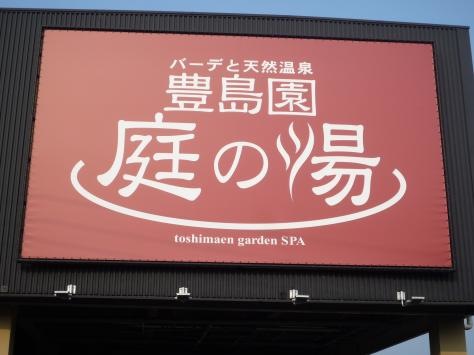 バーデと天然温泉
豊島園
庭の湯
toshimaen garden SPA